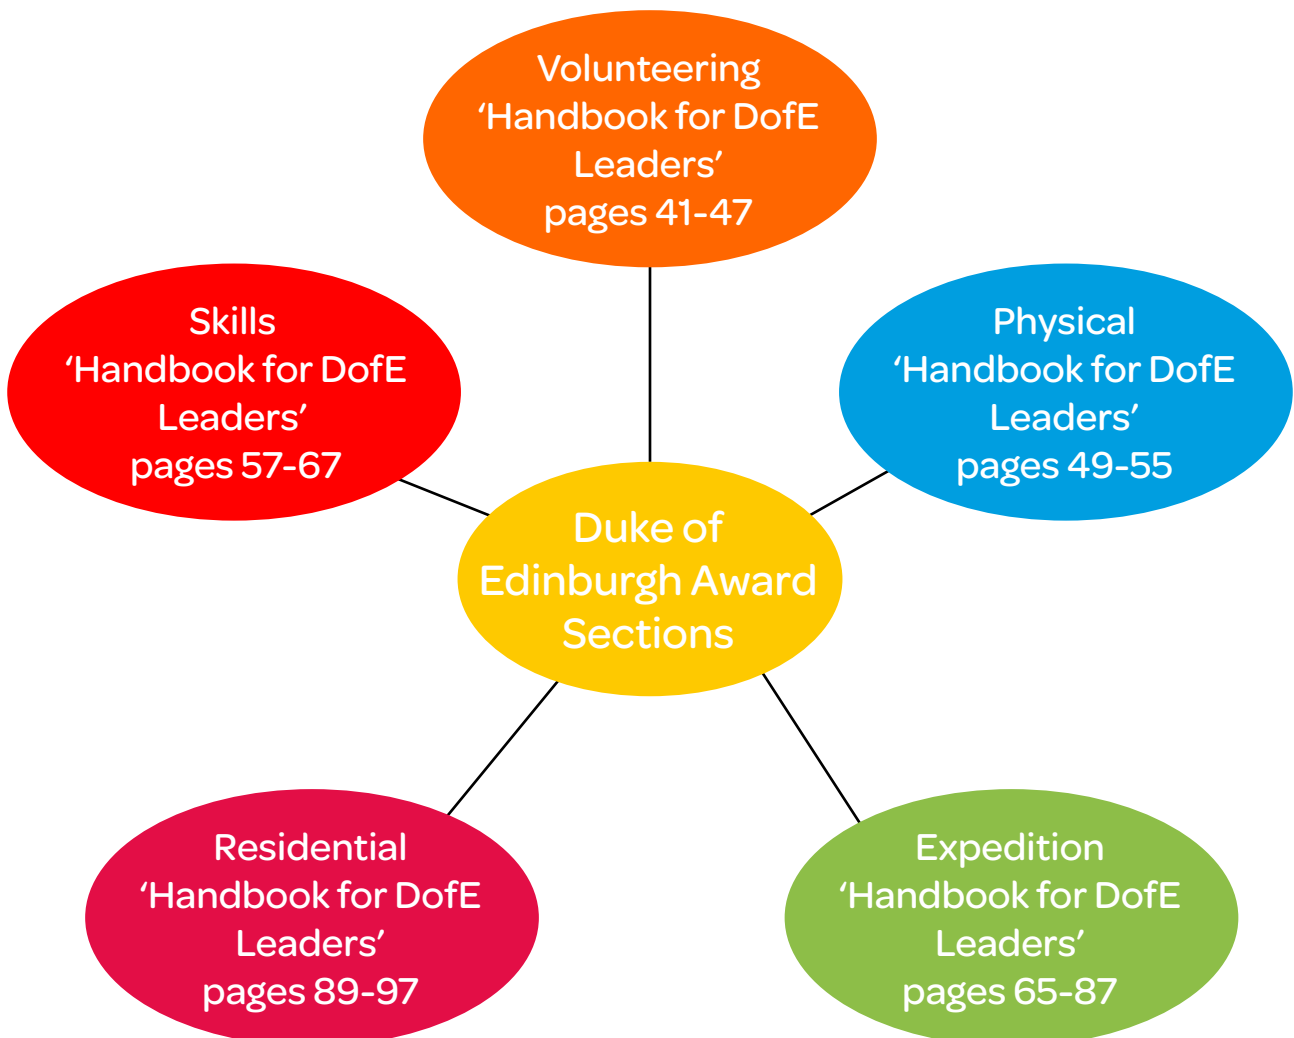 Volunteering
‘Handbook for DofE
Leaders’
pages 41-47
Skills
‘Handbook for DofE
Leaders’
pages 57-67
Physical
‘Handbook for DofE
Leaders’
pages 49-55
Duke of
Edinburgh Award
Sections
Residential
‘Handbook for DofE
Leaders’
pages 89-97
Expedition
‘Handbook for DofE
Leaders’
pages 65-87